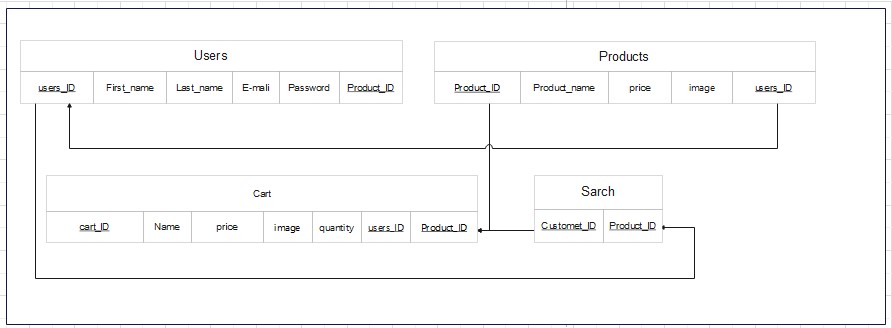 Users
users_ID First_name Last_name E-mali Password Product_ID
Products
Product_ID Product_name price image users_ID
Cart
cart_ID Name price image quantity users_ID Product_ID
Sarch
Customet_ID Product_ID